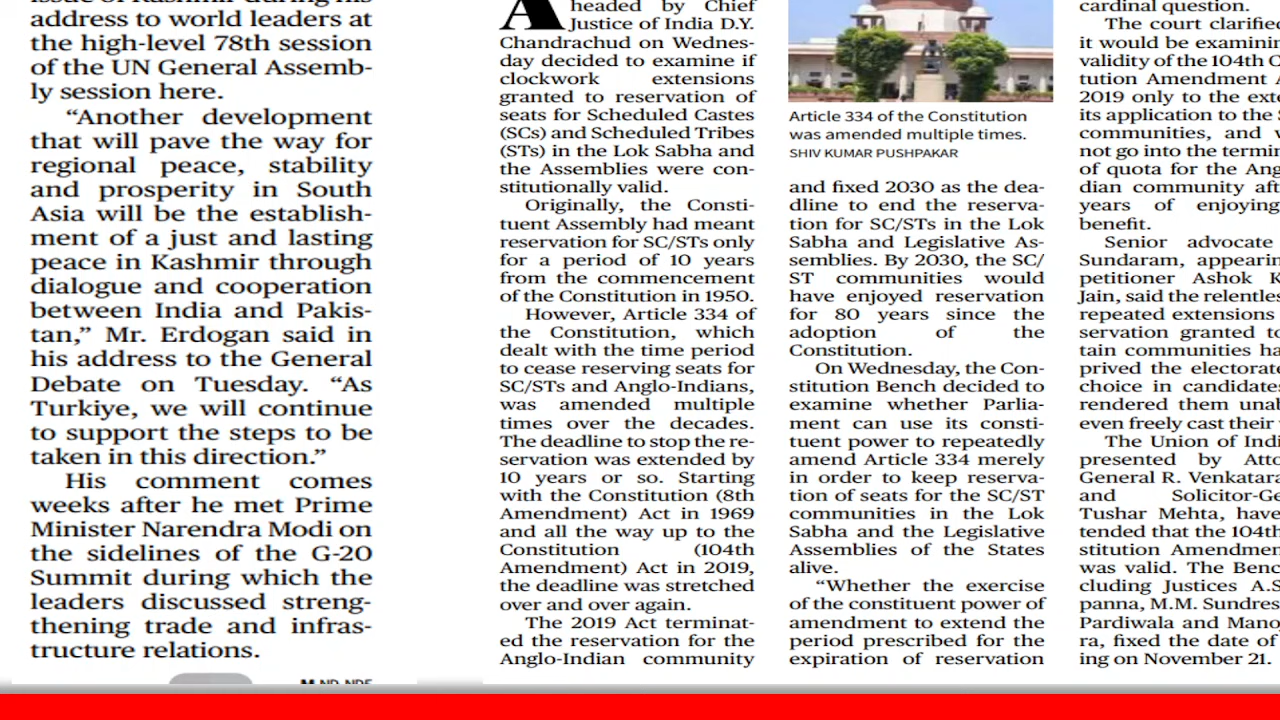 address to world leaders at
the high-level 78th session
of the UN General Assemb-
ly session here.
“Another development
that will pave the way for
regional peace, stability
and prosperity in South
Asia will be the establish-
ment of a just and lasting
peace in Kashmir through
dialogue and cooperation
between India and Pakis-
tan,” Mr. Erdogan said in
his address to the General
Debate on Tuesday. “As
Turkiye, we will continue
to support the steps to be
taken in this direction.”
His comment comes
weeks after he met Prime
Minister Narendra Modi on
the sidelines of the G-20
Summit during which the
leaders discussed streng-
thening trade and infras-
tructure relations.
A headed by Chief
Justice of India D.Y.
Chandrachud on Wednes-
day decided to examine if
clockwork extensions
granted to reservation of
seats for Scheduled Castes
(SCs) and Scheduled Tribes
(STs) in the Lok Sabha and
the Assemblies were con-
stitutionally valid.
Originally, the Consti-
tuent Assembly had meant
reservation for SC/STs only
for a period of 10 years
from the commencement
of the Constitution in 1950.
However, Article 334 of
the Constitution, which
dealt with the time period
to cease reserving seats for
SC/STs and Anglo-Indians,
was amended multiple
times over the decades.
The deadline to stop the re-
servation was extended by
10 years or so. Starting
with the Constitution (8th
Amendment) Act in 1969
and all the way up to the
Constitution (104th
Amendment) Act in 2019,
the deadline was stretched
over and over again.
The 2019 Act terminat-
ed the reservation for the
Anglo-Indian community
Article 334 of the Constitution
was amended multiple times.
SHIV KUMAR PUSHPAKAR
and fixed 2030 as the dea-
dline to end the reserva-
tion for SC/STs in the Lok
Sabha and Legislative As-
semblies. By 2030, the SC/
ST communities would
have enjoyed reservation
for 80 years since the
adoption of the
Constitution.
On Wednesday, the Con-
stitution Bench decided to
examine whether Parlia-
ment can use its consti-
tuent power to repeatedly
amend Article 334 merely
in order to keep reserva-
tion of seats for the SC/ST
communities in the Lok
Sabha and the Legislative
Assemblies of the States
alive.
“Whether the exercise
of the constituent power of
amendment to extend the
period prescribed for the
expiration of reservation
cardinal question.
The court clarifie
it would be examinin
validity of the 104th C
tution Amendment A
2019 only to the exte
its application to the S
communities, and w
not go into the termin
of quota for the Ang
dian community aft
years of enjoying
benefit.
Senior advocate
Sundaram, appearin
petitioner Ashok K
Jain, said the relentles
repeated extensions
servation granted to
tain communities ha
prived the electorate
choice in candidates
rendered them unab
even freely cast their
The Union of Indi
presented by Atto
General R. Venkatara
and Solicitor-Ge
Tushar Mehta, have
tended that the 104th
stitution Amendmen
was valid. The Benc
cluding Justices A.S
panna, M.M. Sundres
Pardiwala and Mano
ra, fixed the date of
ing on November 21.